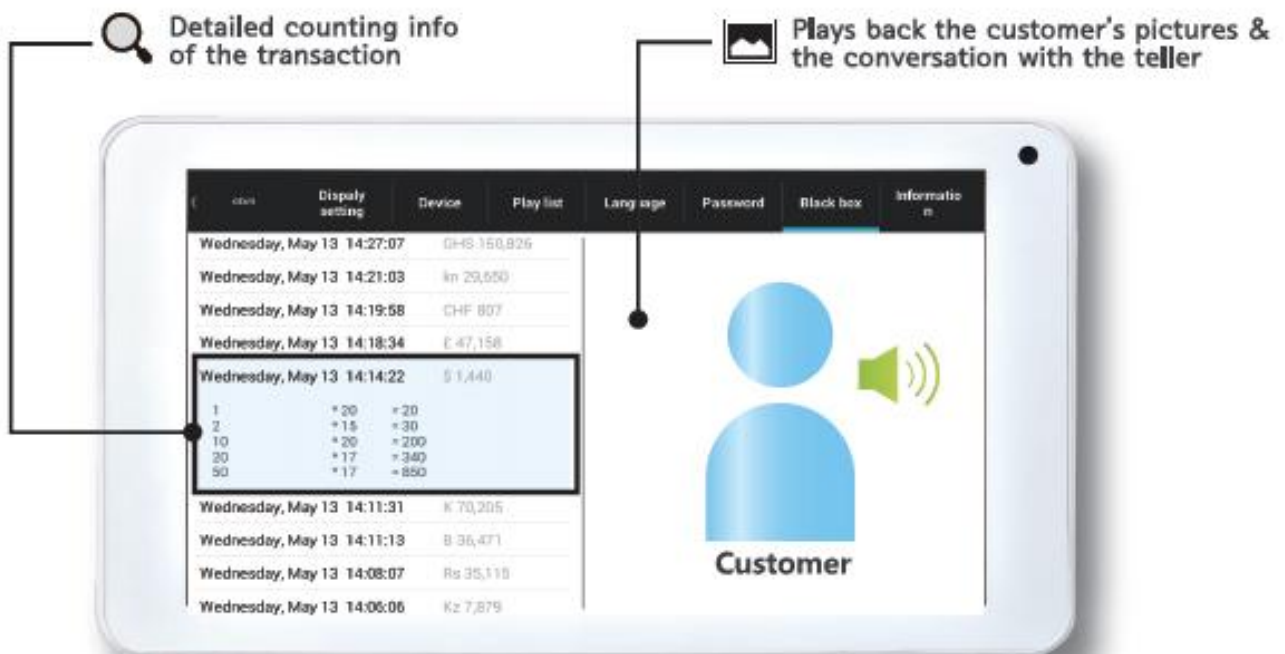 Detailed counting info
of the transaction
Plays back the customer's pictures &
the conversation with the teller
Dispaly
setting
Device
Play list
Language
Password
Black box
Informatio
n
Wednesday, May 13 14:27:07 GHS 150,826
Wednesday, May 13 14:21:03 kn 29,550
Wednesday, May 13 14:19:58 CHF 807
Wednesday, May 13 14:18:34 £ 47,158
Wednesday, May 13 14:14:22 $ 1,440
1 * 20 = 20
2 * 15 = 30
10 * 20 = 200
20 * 17 = 340
50 * 17 = 850
Wednesday, May 13 14:11:31 K 70,205
Wednesday, May 13 14:11:13 B 36,471
Wednesday, May 13 14:08:07 Rs 35,115
Wednesday, May 13 14:06:06 Kz 7,879
Customer